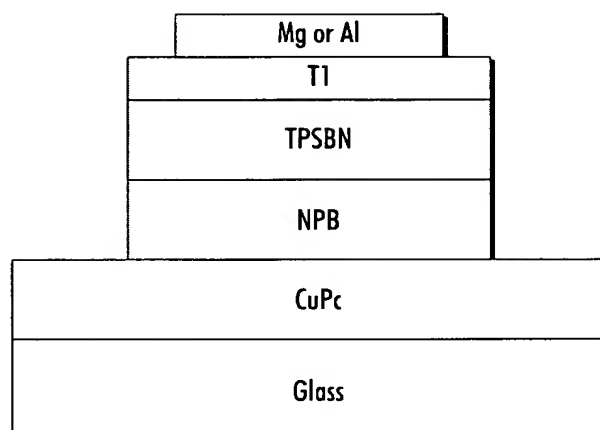 Mg or Al
T1
TPSBN
NPB
CuPc
Glass